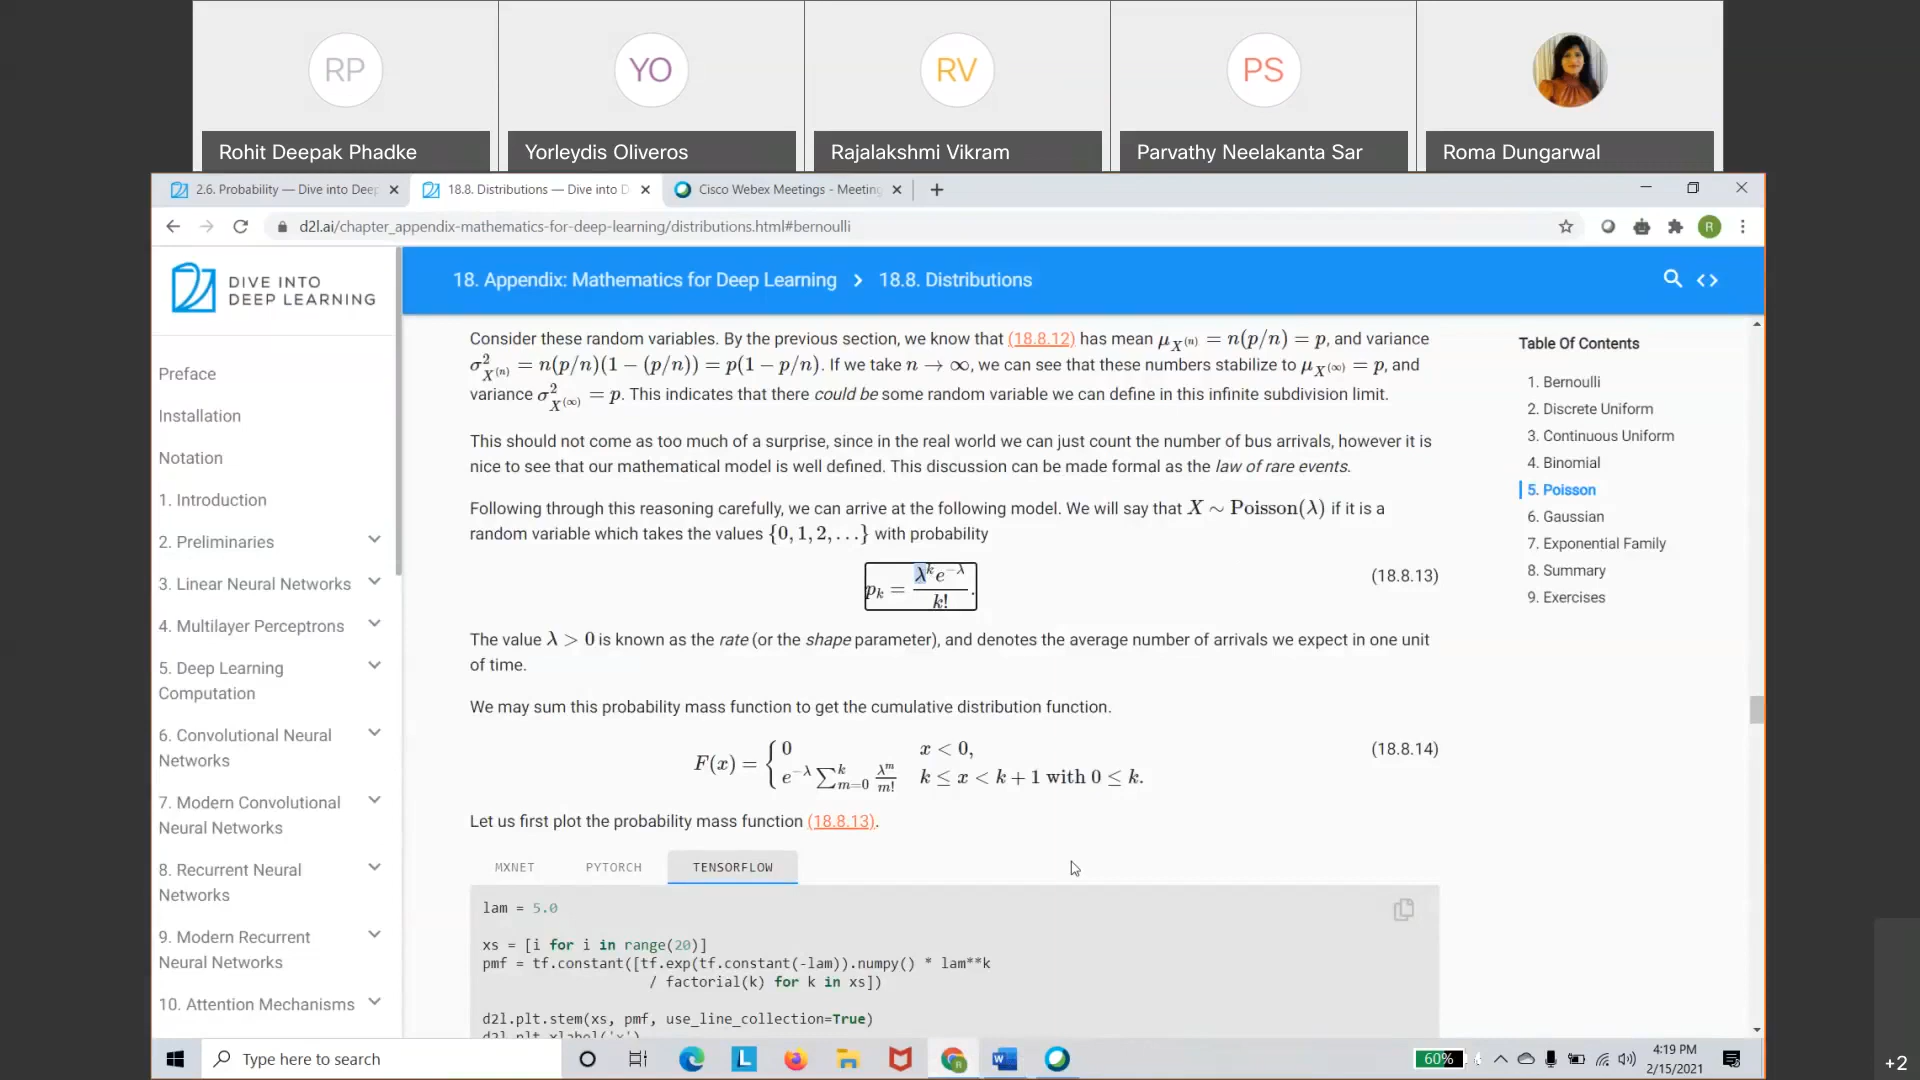 RP
YO
RV
PS
Rohit Deepak Phadke
Yorleydis Oliveros
Rajalakshmi Vikram
Parvathy Neelakanta Sar
Roma Dungarwal
2.6. Probability — Dive into Deep
18.8. Distributions — Dive into D
Cisco Webex Meetings - Meeting
d2l.ai/chapter_appendix-mathematics-for-deep-learning/distributions.html#bernoulli
R
DIVE INTO
DEEP LEARNING
18. Appendix: Mathematics for Deep Learning > 18.8. Distributions
Preface
Installation
Notation
1. Introduction
2. Preliminaries
3. Linear Neural Networks
4. Multilayer Perceptrons
5. Deep Learning
Computation
6. Convolutional Neural
Networks
7. Modern Convolutional
Neural Networks
8. Recurrent Neural
Networks
9. Modern Recurrent
Neural Networks
10. Attention Mechanisms
Consider these random variables. By the previous section, we know that (18.8.12) has mean μ_{X^{(n)}} = n(p/n) = p, and variance
σ²_{X^{(n)}} = n(p/n)(1 − (p/n)) = p(1 − p/n). If we take n → ∞, we can see that these numbers stabilize to μ_{X^{(∞)}} = p, and
variance σ²_{X^{(∞)}} = p. This indicates that there could be some random variable we can define in this infinite subdivision limit.
This should not come as too much of a surprise, since in the real world we can just count the number of bus arrivals, however it is
nice to see that our mathematical model is well defined. This discussion can be made formal as the law of rare events.
Following through this reasoning carefully, we can arrive at the following model. We will say that X ∼ Poisson(λ) if it is a
random variable which takes the values {0, 1, 2, …} with probability
p_k = \frac{λ^k e^{−λ}}{k!}. (18.8.13)
The value λ > 0 is known as the rate (or the shape parameter), and denotes the average number of arrivals we expect in one unit
of time.
We may sum this probability mass function to get the cumulative distribution function.
F(x) = { 0 x < 0, (18.8.14)
e^{−λ} ∑_{m=0}^{k} \frac{λ^m}{m!} k ≤ x < k + 1 with 0 ≤ k.
Let us first plot the probability mass function (18.8.13).
MXNET PYTORCH TENSORFLOW
lam = 5.0
xs = [i for i in range(20)]
pmf = tf.constant([tf.exp(tf.constant(-lam)).numpy() * lam**k
/ factorial(k) for k in xs])
d2l.plt.stem(xs, pmf, use_line_collection=True)
d2l.plt.xlabel('x')
Table Of Contents
1. Bernoulli
2. Discrete Uniform
3. Continuous Uniform
4. Binomial
5. Poisson
6. Gaussian
7. Exponential Family
8. Summary
9. Exercises
Type here to search
60%
4:19 PM
2/15/2021
+2